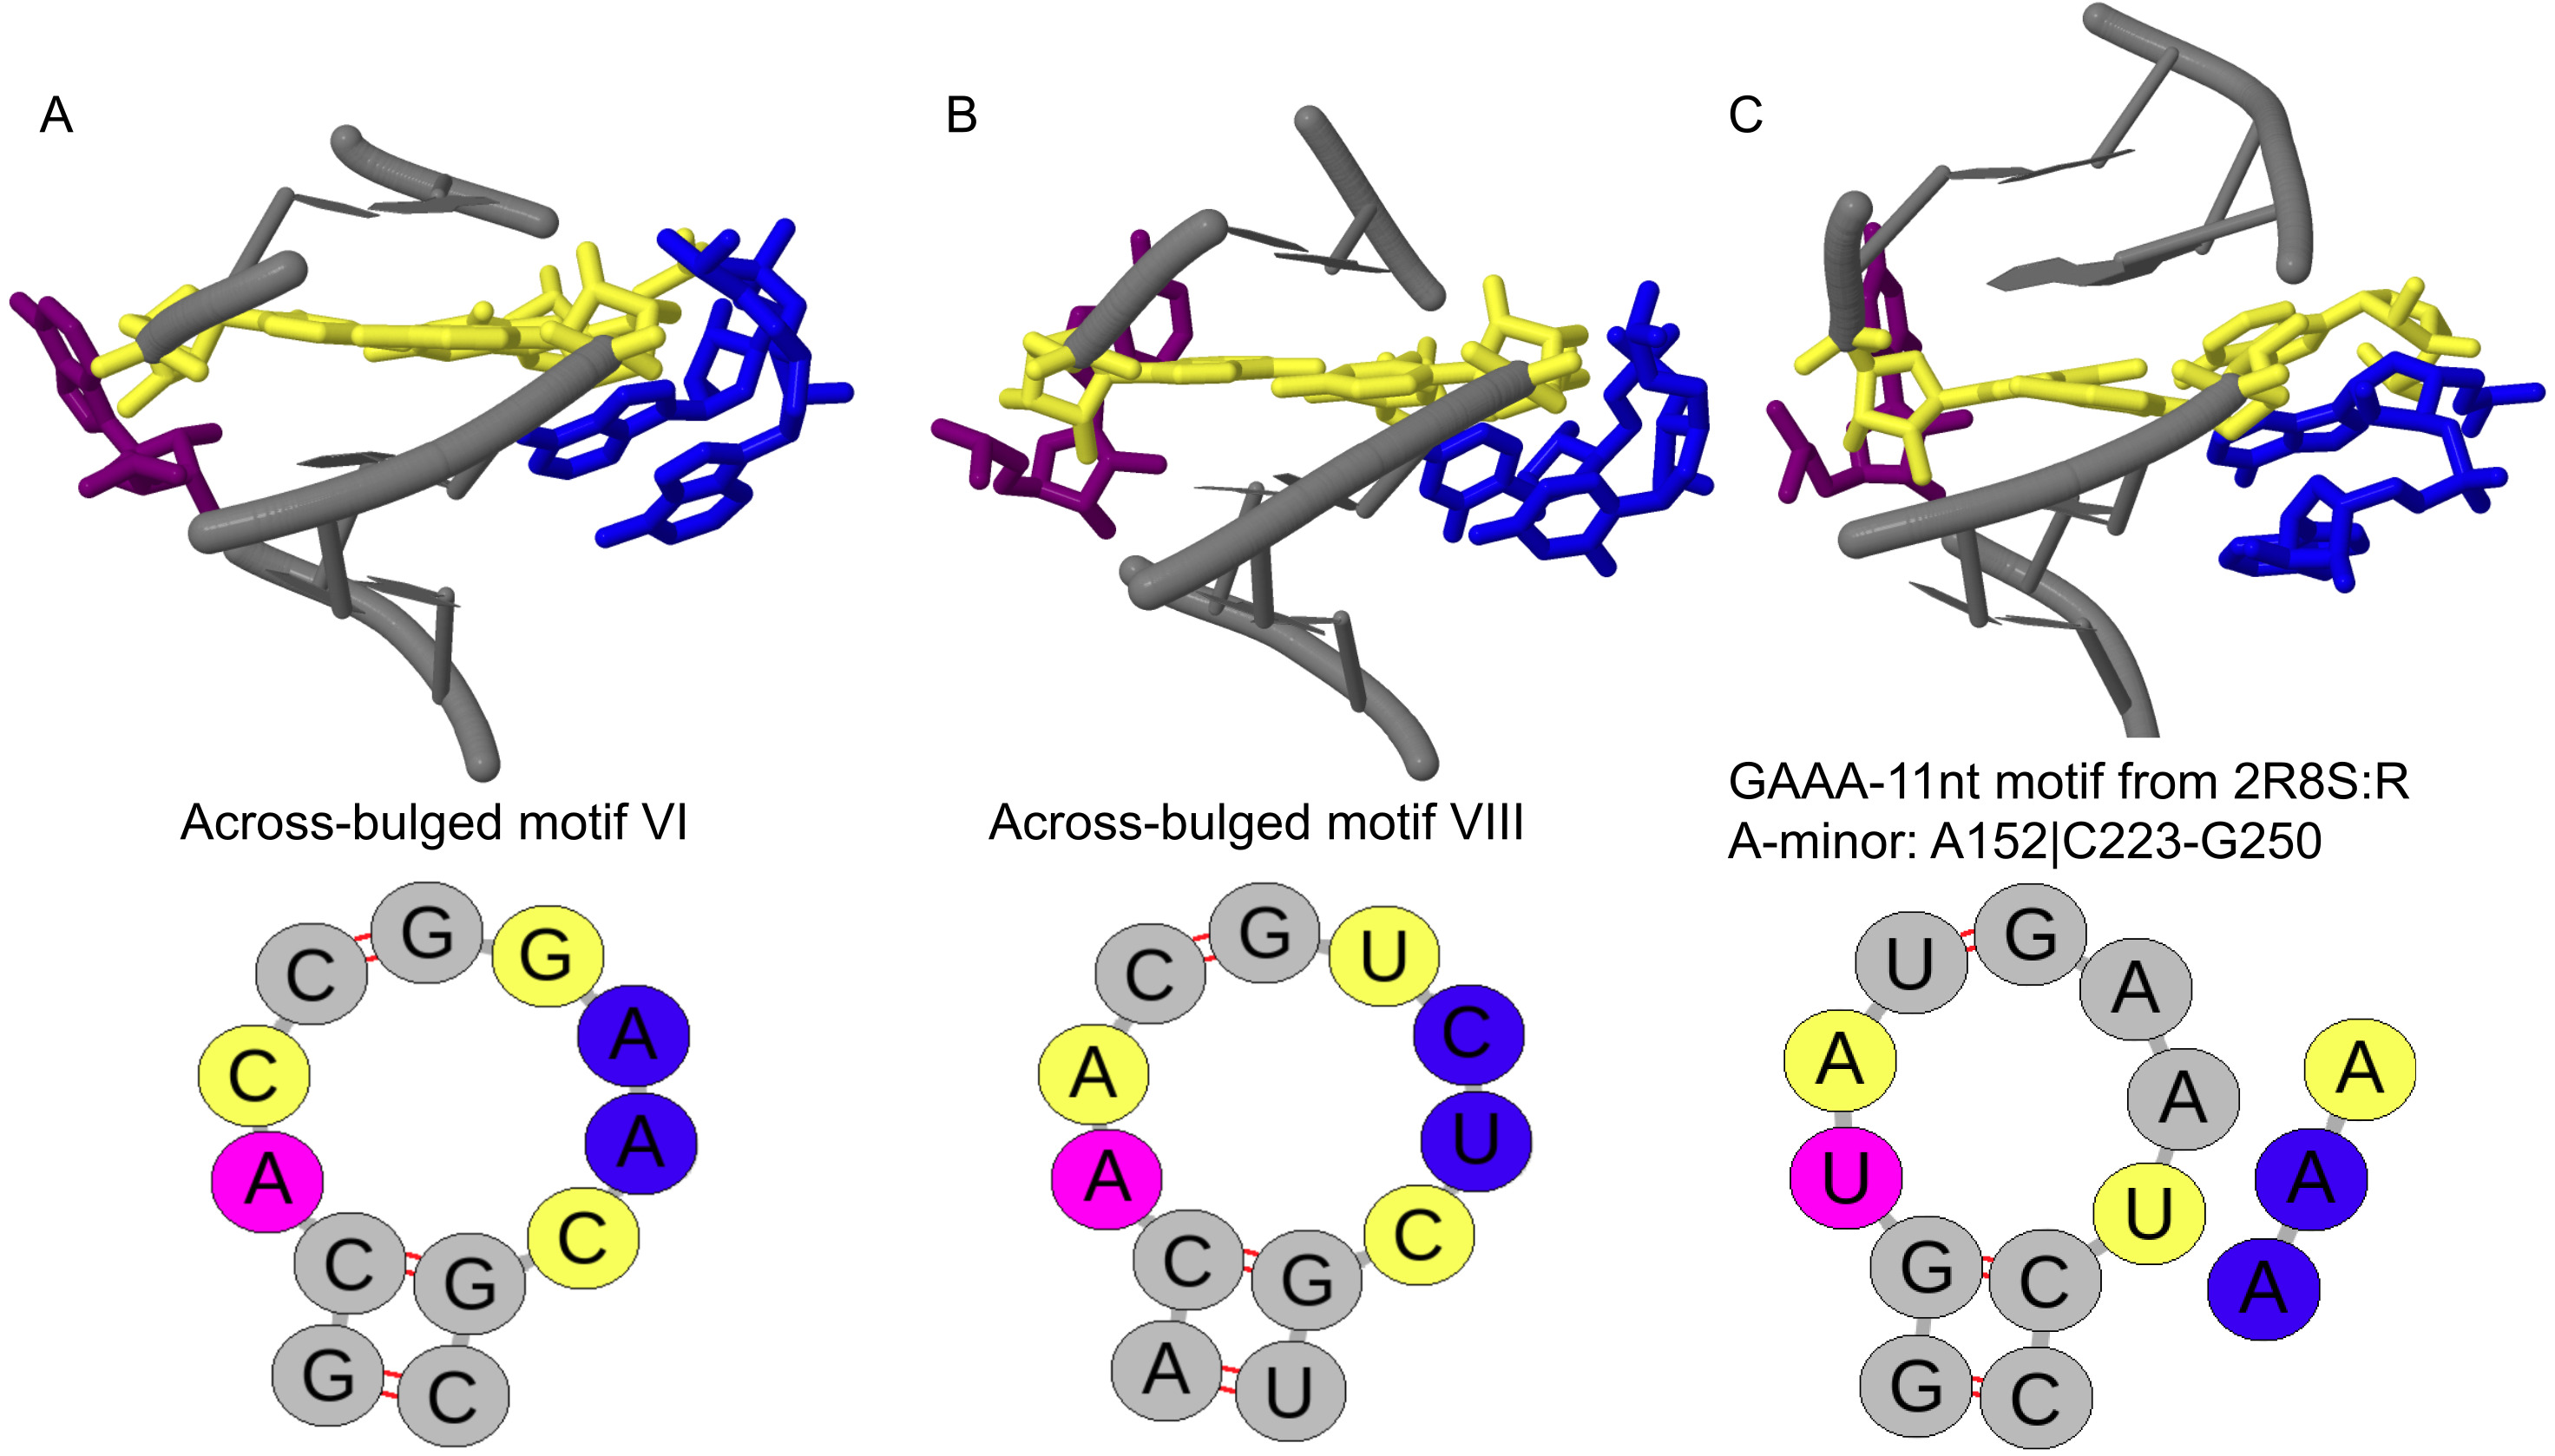 A
B
C
Across-bulged motif VI
Across-bulged motif VIII
GAAA-11nt motif from 2R8S:R
A-minor: A152|C223-G250
C G G A A C G C G C A C
C G U C U C G U A C A A
U G A A U C C G G U A
A A A